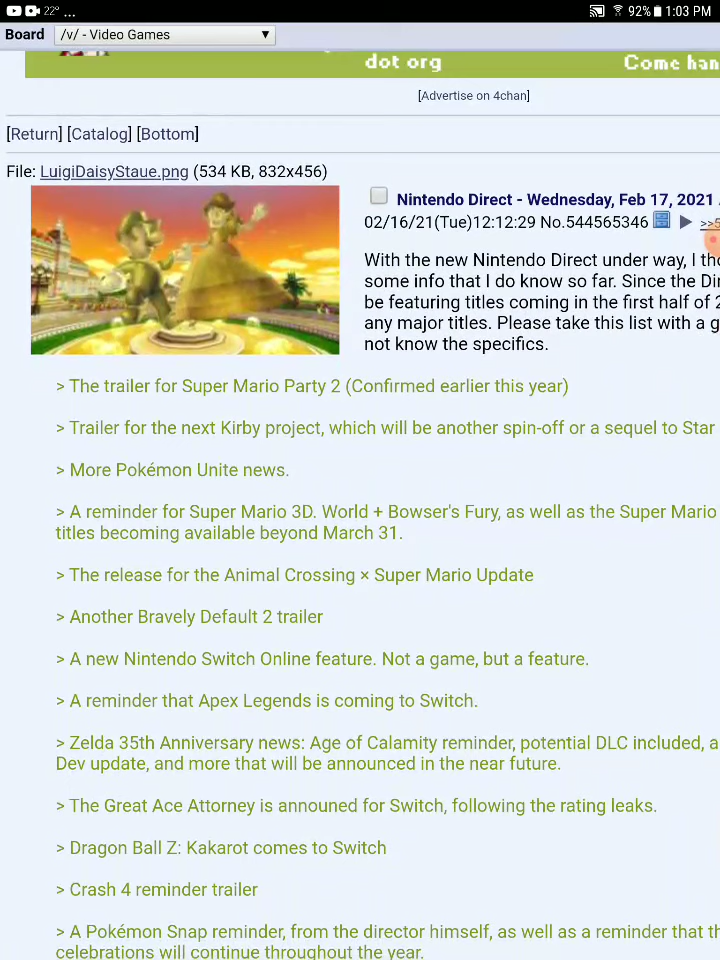 22° ... 92% 1:03 PM
Board /v/ - Video Games ▼
dot org Come han
[Advertise on 4chan]
[Return] [Catalog] [Bottom]
File: LuigiDaisyStaue.png (534 KB, 832x456)
Nintendo Direct - Wednesday, Feb 17, 2021
02/16/21(Tue)12:12:29 No.544565346 ▶ >>5
With the new Nintendo Direct under way, I tho
some info that I do know so far. Since the Dir
be featuring titles coming in the first half of 2
any major titles. Please take this list with a g
not know the specifics.
> The trailer for Super Mario Party 2 (Confirmed earlier this year)
> Trailer for the next Kirby project, which will be another spin-off or a sequel to Star
> More Pokémon Unite news.
> A reminder for Super Mario 3D. World + Bowser's Fury, as well as the Super Mario
titles becoming available beyond March 31.
> The release for the Animal Crossing × Super Mario Update
> Another Bravely Default 2 trailer
> A new Nintendo Switch Online feature. Not a game, but a feature.
> A reminder that Apex Legends is coming to Switch.
> Zelda 35th Anniversary news: Age of Calamity reminder, potential DLC included, a
Dev update, and more that will be announced in the near future.
> The Great Ace Attorney is announed for Switch, following the rating leaks.
> Dragon Ball Z: Kakarot comes to Switch
> Crash 4 reminder trailer
> A Pokémon Snap reminder, from the director himself, as well as a reminder that th
celebrations will continue throughout the year.